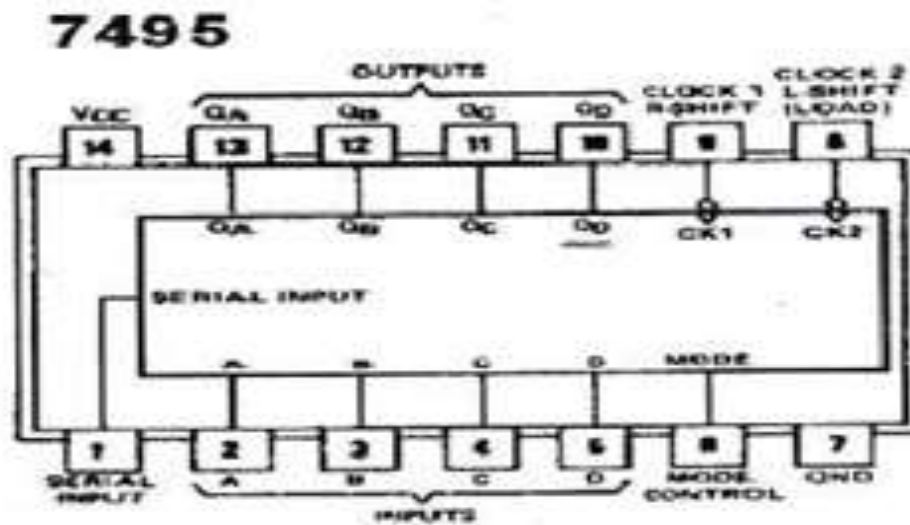 7495
OUTPUTS
VCC QA QB QC QD CLOCK 1 R-SHIFT CLOCK 2 L-SHIFT (LOAD)
14 13 12 11 10 9 8
QA QB QC QD CK1 CK2
SERIAL INPUT
A B C D MODE
1 2 3 4 5 6 7
SERIAL INPUT A B C D MODE CONTROL GND
INPUTS